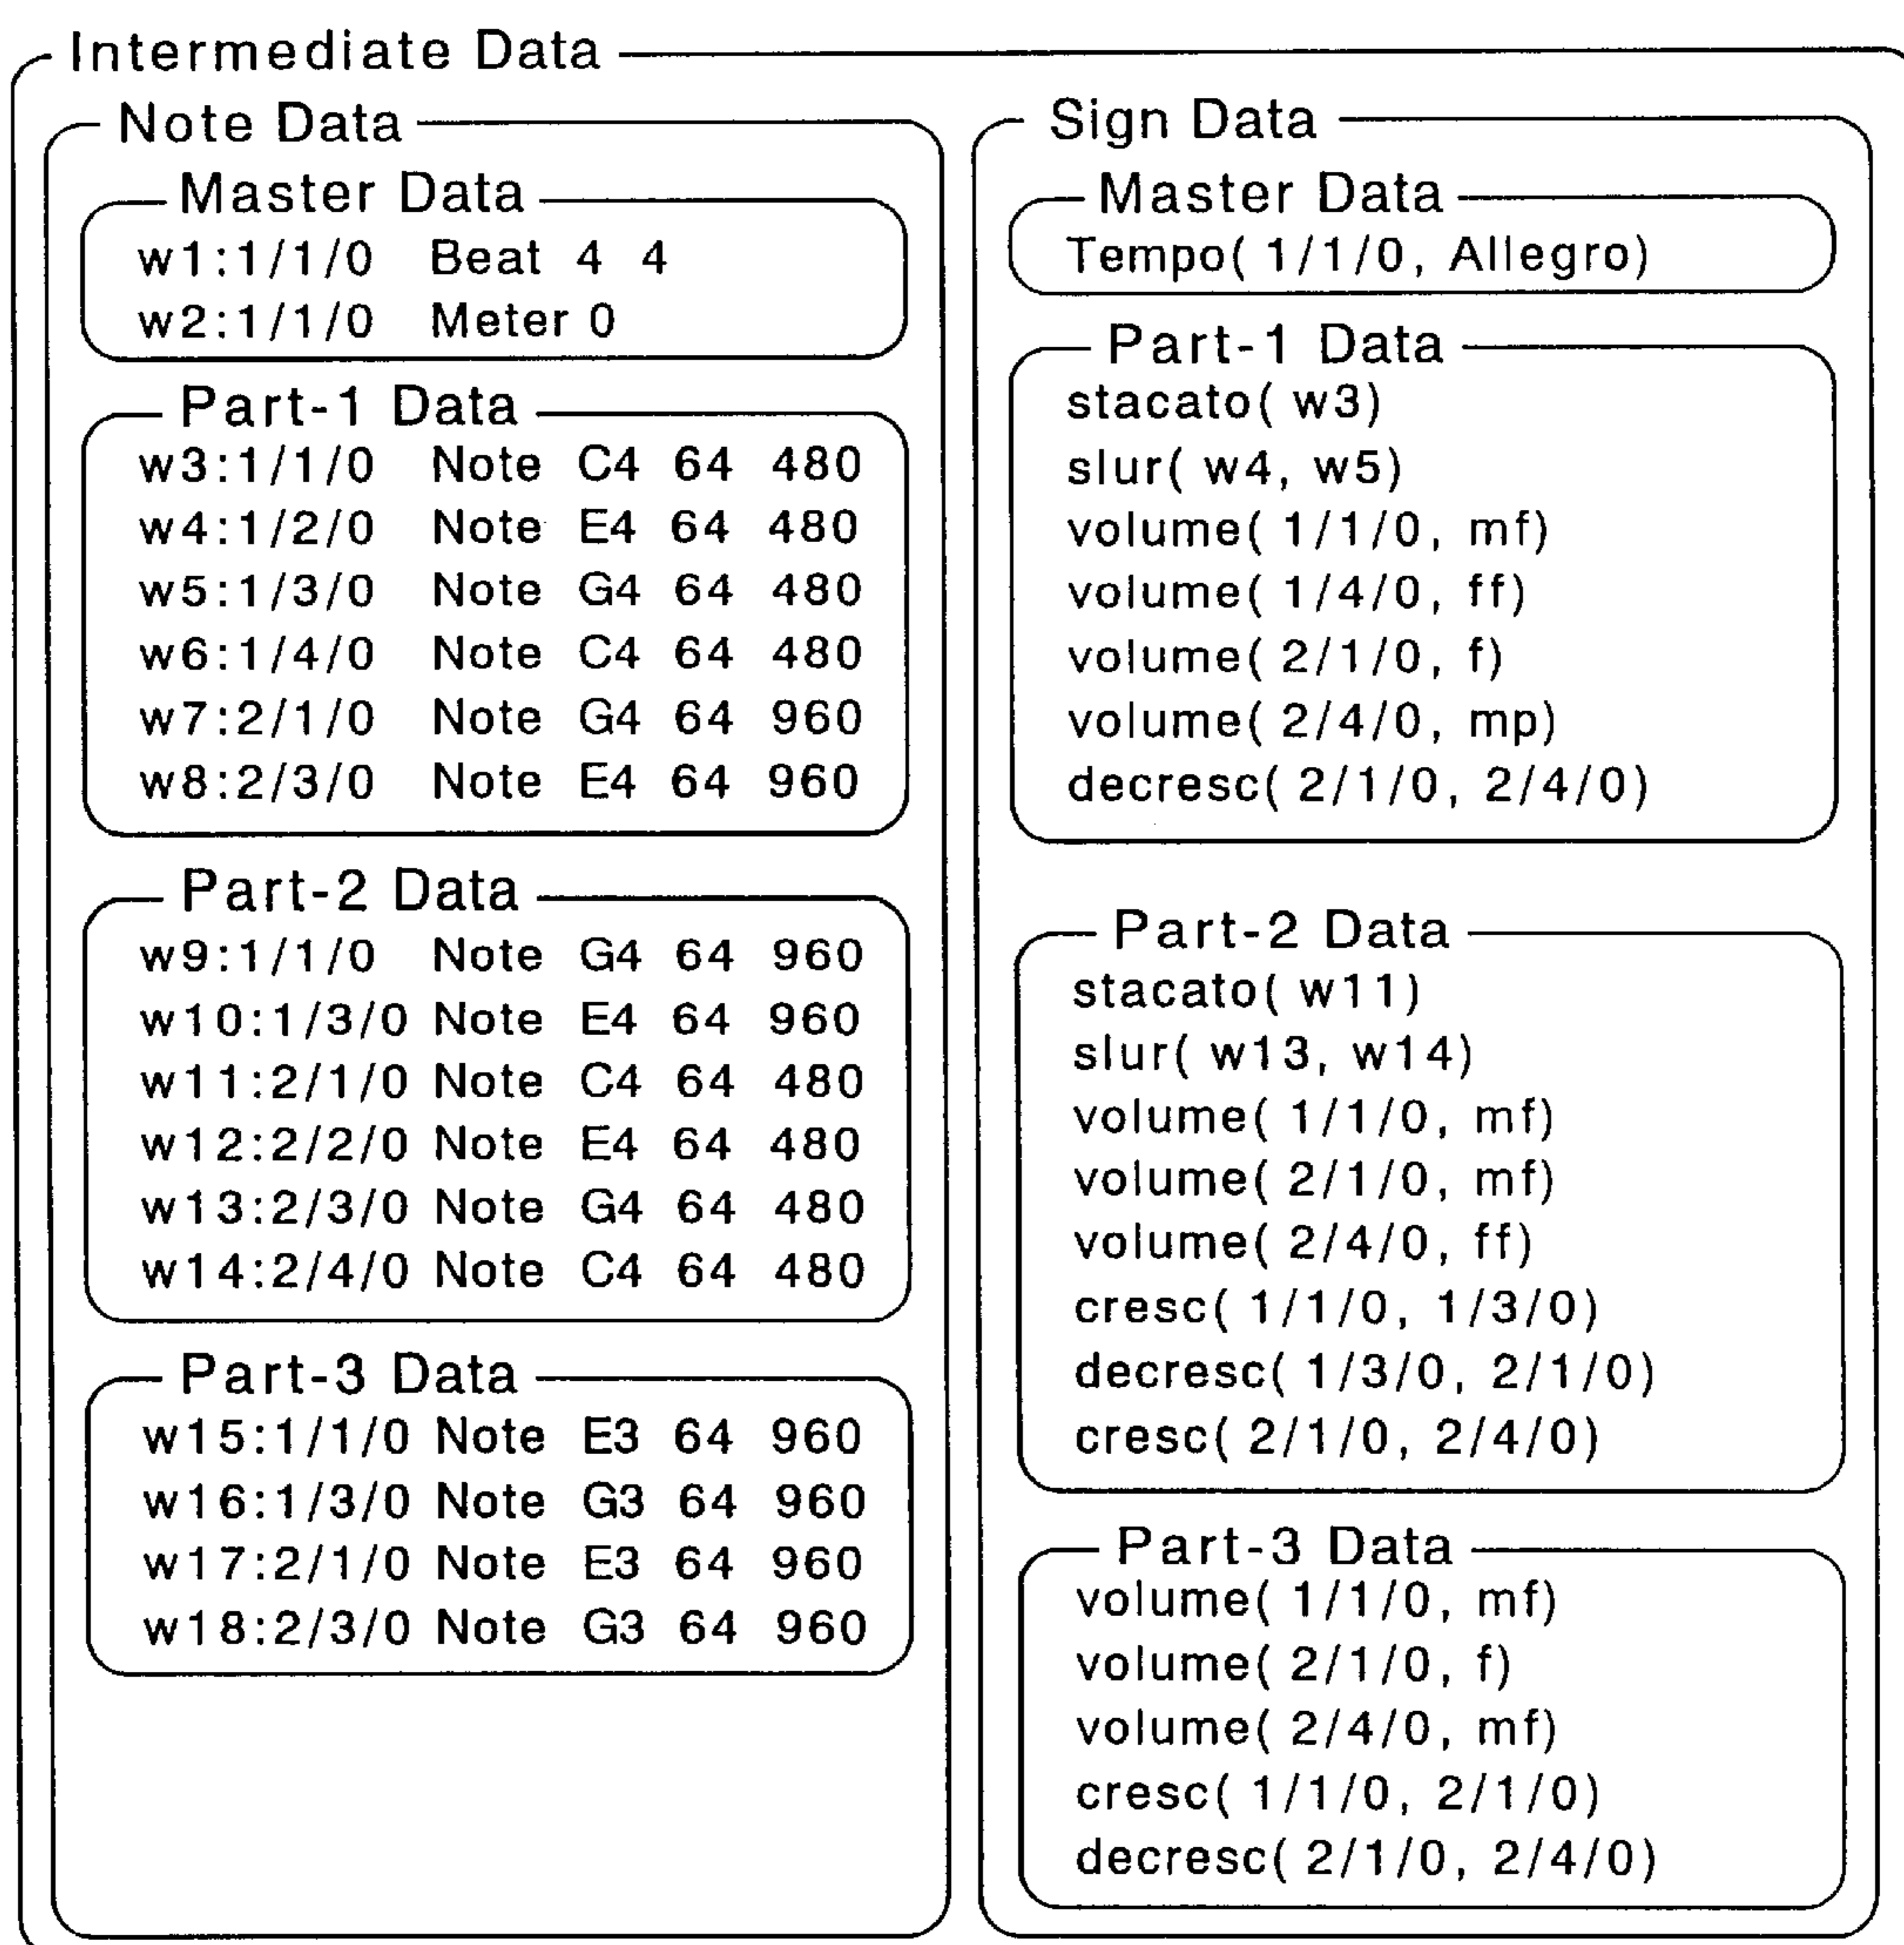 Intermediate Data
Note Data
Master Data
w1:1/1/0 Beat 4 4
w2:1/1/0 Meter 0
Part-1 Data
w3:1/1/0 Note C4 64 480
w4:1/2/0 Note E4 64 480
w5:1/3/0 Note G4 64 480
w6:1/4/0 Note C4 64 480
w7:2/1/0 Note G4 64 960
w8:2/3/0 Note E4 64 960
Part-2 Data
w9:1/1/0 Note G4 64 960
w10:1/3/0 Note E4 64 960
w11:2/1/0 Note C4 64 480
w12:2/2/0 Note E4 64 480
w13:2/3/0 Note G4 64 480
w14:2/4/0 Note C4 64 480
Part-3 Data
w15:1/1/0 Note E3 64 960
w16:1/3/0 Note G3 64 960
w17:2/1/0 Note E3 64 960
w18:2/3/0 Note G3 64 960
Sign Data
Master Data
Tempo( 1/1/0, Allegro)
Part-1 Data
stacato( w3)
slur( w4, w5)
volume( 1/1/0, mf)
volume( 1/4/0, ff)
volume( 2/1/0, f)
volume( 2/4/0, mp)
decresc( 2/1/0, 2/4/0)
Part-2 Data
stacato( w11)
slur( w13, w14)
volume( 1/1/0, mf)
volume( 2/1/0, mf)
volume( 2/4/0, ff)
cresc( 1/1/0, 1/3/0)
decresc( 1/3/0, 2/1/0)
cresc( 2/1/0, 2/4/0)
Part-3 Data
volume( 1/1/0, mf)
volume( 2/1/0, f)
volume( 2/4/0, mf)
cresc( 1/1/0, 2/1/0)
decresc( 2/1/0, 2/4/0)